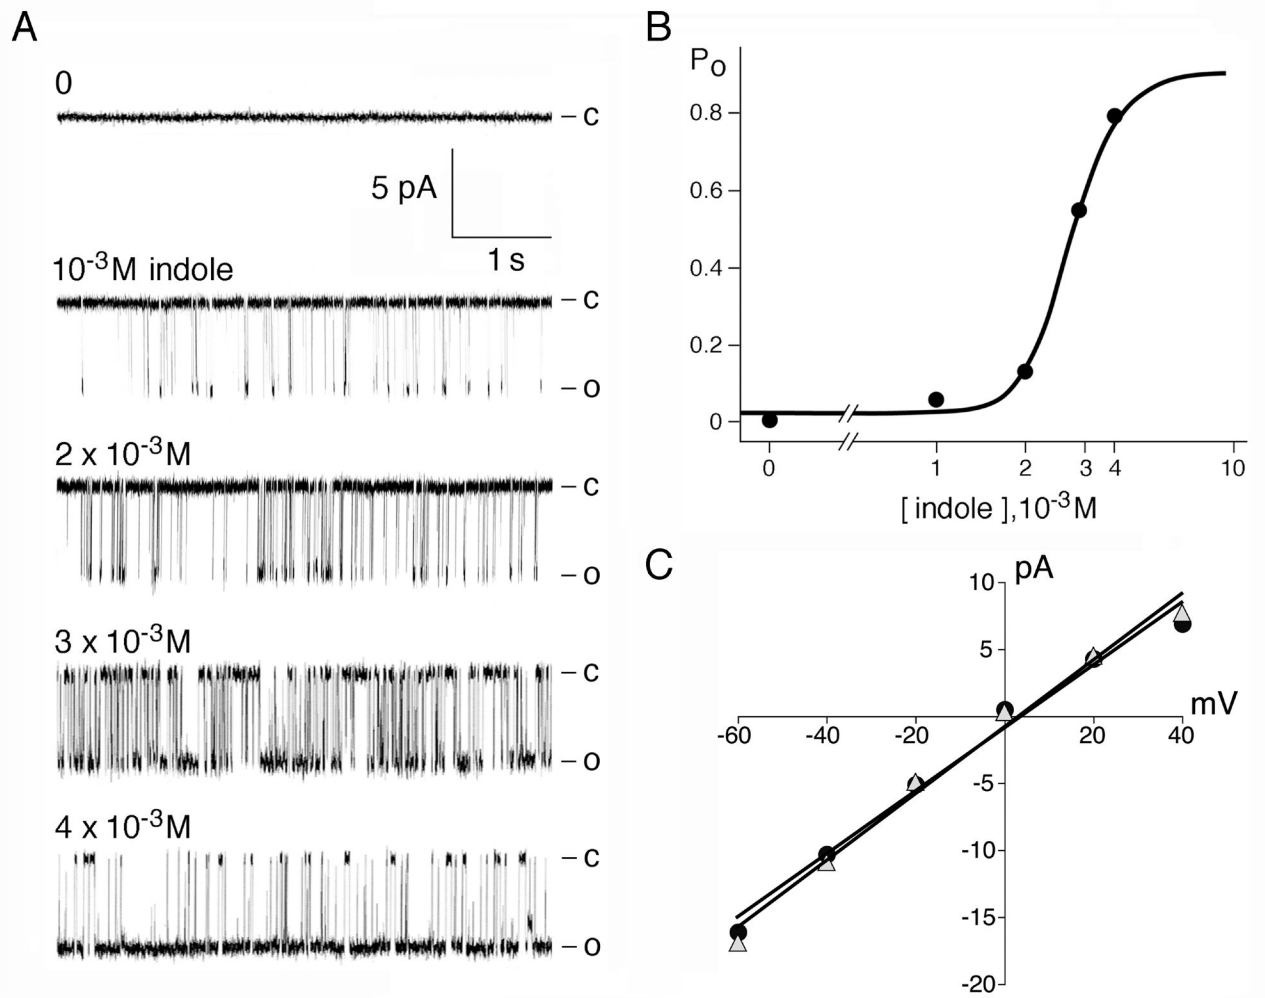 A
0
– c
5 pA
1 s
10⁻³M indole
– c
– o
2 x 10⁻³M
– c
– o
3 x 10⁻³M
– c
– o
4 x 10⁻³M
– c
– o
B
Po
0.8
0.6
0.4
0.2
0
0 1 2 3 4 10
[ indole ],10⁻³M
C
pA
10
5
mV
-60 -40 -20 20 40
-5
-10
-15
-20